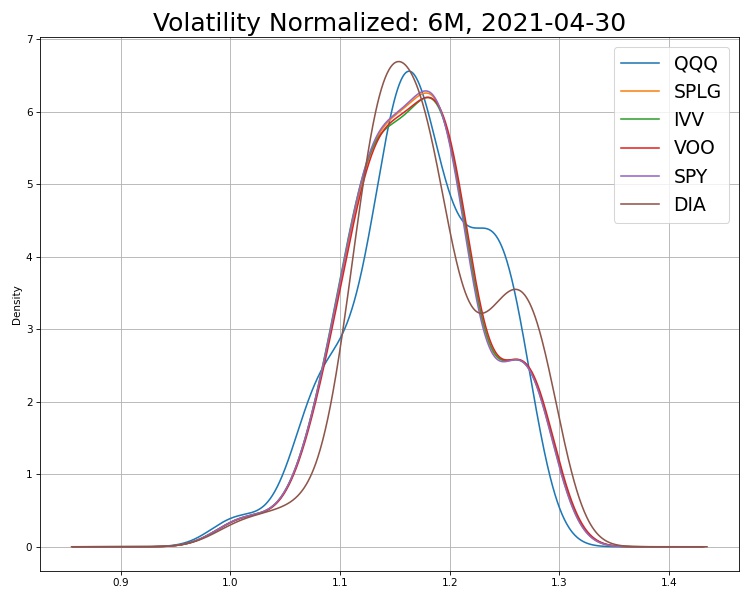 Volatility Normalized: 6M, 2021-04-30
7
6
5
4
3
2
1
0
Density
0.9 1.0 1.1 1.2 1.3 1.4
QQQ
SPLG
IVV
VOO
SPY
DIA